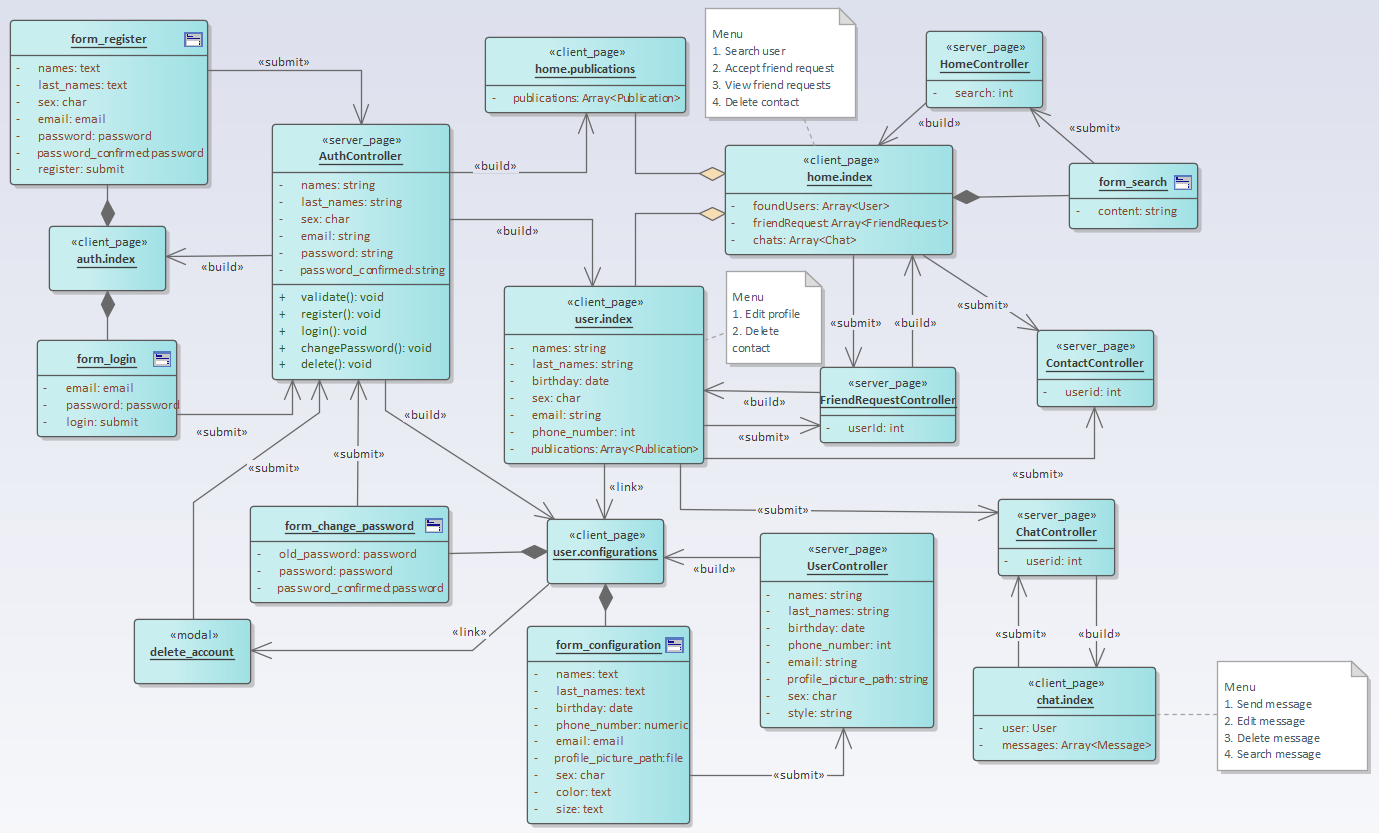 form_register
- names: text
- last_names: text
- sex: char
- email: email
- password: password
- password_confirmed:password
- register: submit
«submit»
«client_page»
home.publications
- publications: Array<Publication>
Menu
1. Search user
2. Accept friend request
3. View friend requests
4. Delete contact
«server_page»
HomeController
- search: int
«build»
«submit»
«server_page»
AuthController
- names: string
- last_names: string
- sex: char
- email: string
- password: string
- password_confirmed:string
+ validate(): void
+ register(): void
+ login(): void
+ changePassword(): void
+ delete(): void
«build»
«client_page»
home.index
- foundUsers: Array<User>
- friendRequest:Array<FriendRequest>
- chats: Array<Chat>
form_search
- content: string
«client_page»
auth.index
«build»
«build»
«client_page»
user.index
- names: string
- last_names: string
- birthday: date
- sex: char
- email: string
- phone_number: int
- publications:Array<Publication>
Menu
1. Edit profile
2. Delete
contact
«submit»
«build»
«submit»
form_login
- email: email
- password: password
- login: submit
«server_page»
FriendRequestController
- userId: int
«server_page»
ContactController
- userid: int
«build»
«submit»
«submit»
«submit»
«submit»
«submit»
«build»
«link»
«submit»
form_change_password
- old_password: password
- password: password
- password_confirmed:password
«client_page»
user.configurations
«build»
«server_page»
UserController
- names: string
- last_names: string
- birthday: date
- phone_number: int
- email: string
- profile_picture_path:string
- sex: char
- style: string
«server_page»
ChatController
- userid: int
«submit»
«build»
«modal»
delete_account
«link»
form_configuration
- names: text
- last_names: text
- birthday: date
- phone_number: numeric
- email: email
- profile_picture_path:file
- sex: char
- color: text
- size: text
«submit»
«client_page»
chat.index
- user: User
- messages: Array<Message>
Menu
1. Send message
2. Edit message
3. Delete message
4. Search message